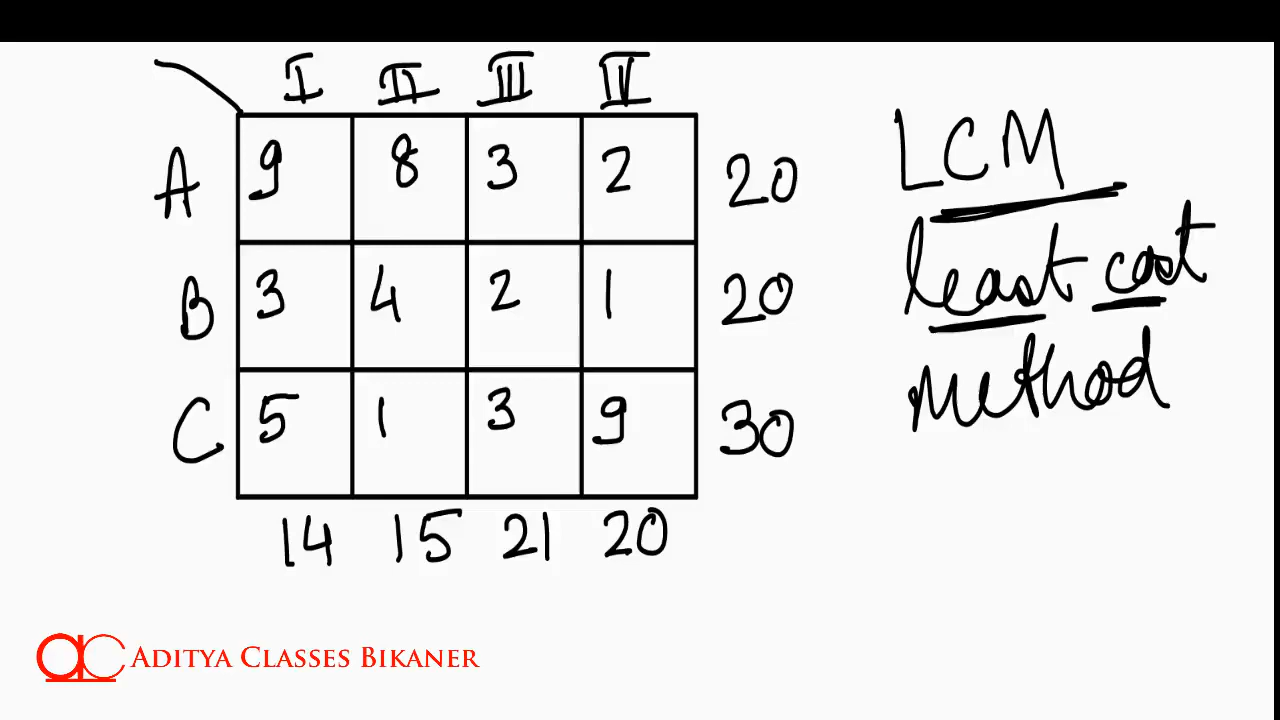 I II III IV
A 9 8 3 2 20
B 3 4 2 1 20
C 5 1 3 9 30
14 15 21 20
LCM
least cost
method
ac ADITYA CLASSES BIKANER